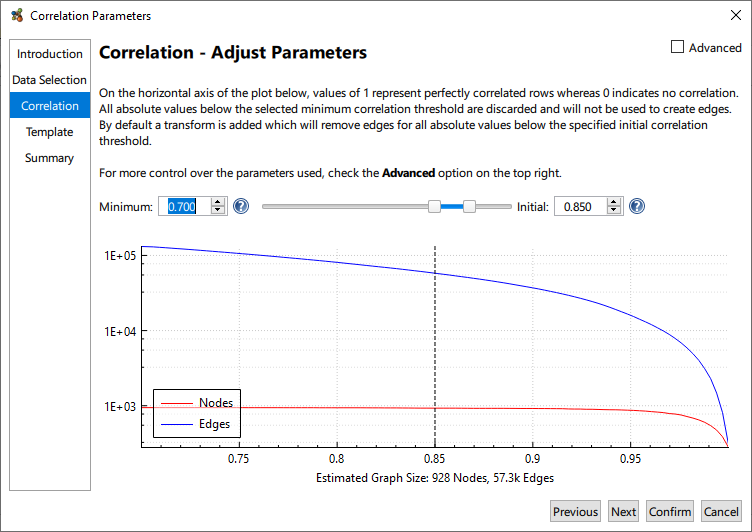 Correlation Parameters
Introduction
Data Selection
Correlation
Template
Summary
Correlation - Adjust Parameters
Advanced
On the horizontal axis of the plot below, values of 1 represent perfectly correlated rows whereas 0 indicates no correlation.
All absolute values below the selected minimum correlation threshold are discarded and will not be used to create edges.
By default a transform is added which will remove edges for all absolute values below the specified initial correlation
threshold.
For more control over the parameters used, check the Advanced option on the top right.
Minimum: 0.700 ? Initial: 0.850 ?
1E+05
1E+04
1E+03
Nodes
Edges
0.75 0.8 0.85 0.9 0.95
Estimated Graph Size: 928 Nodes, 57.3k Edges
Previous Next Confirm Cancel